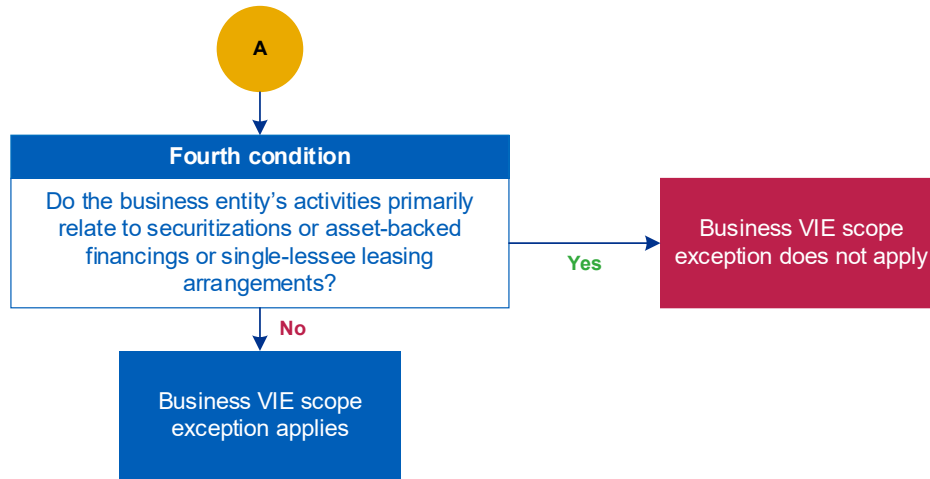 A
Fourth condition
Do the business entity’s activities primarily
relate to securitizations or asset-backed
financings or single-lessee leasing
arrangements?
Yes
Business VIE scope
exception does not apply
No
Business VIE scope
exception applies